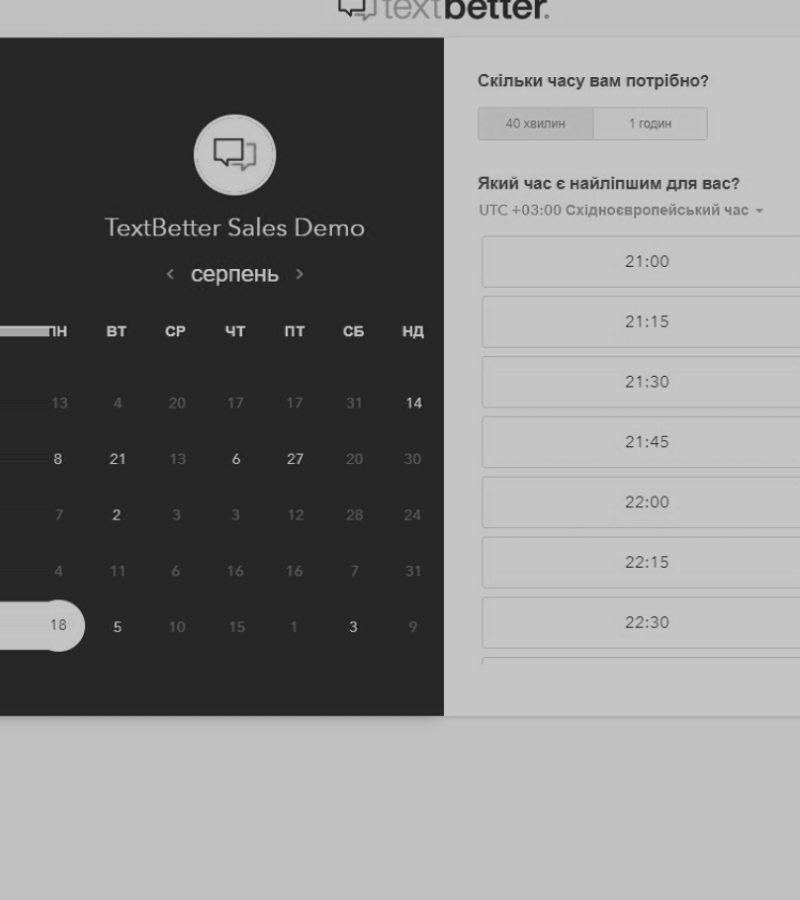 textbetter.
TextBetter Sales Demo
< серпень >
ПН ВТ СР ЧТ ПТ СБ НД
13 4 20 17 17 31 14
8 21 13 6 27 20 30
7 2 3 3 12 28 24
4 11 6 16 16 7 31
18 5 10 15 1 3 9
Скільки часу вам потрібно?
40 хвилин 1 годин
Який час є найліпшим для вас?
UTC +03:00 Східноєвропейський час
21:00
21:15
21:30
21:45
22:00
22:15
22:30